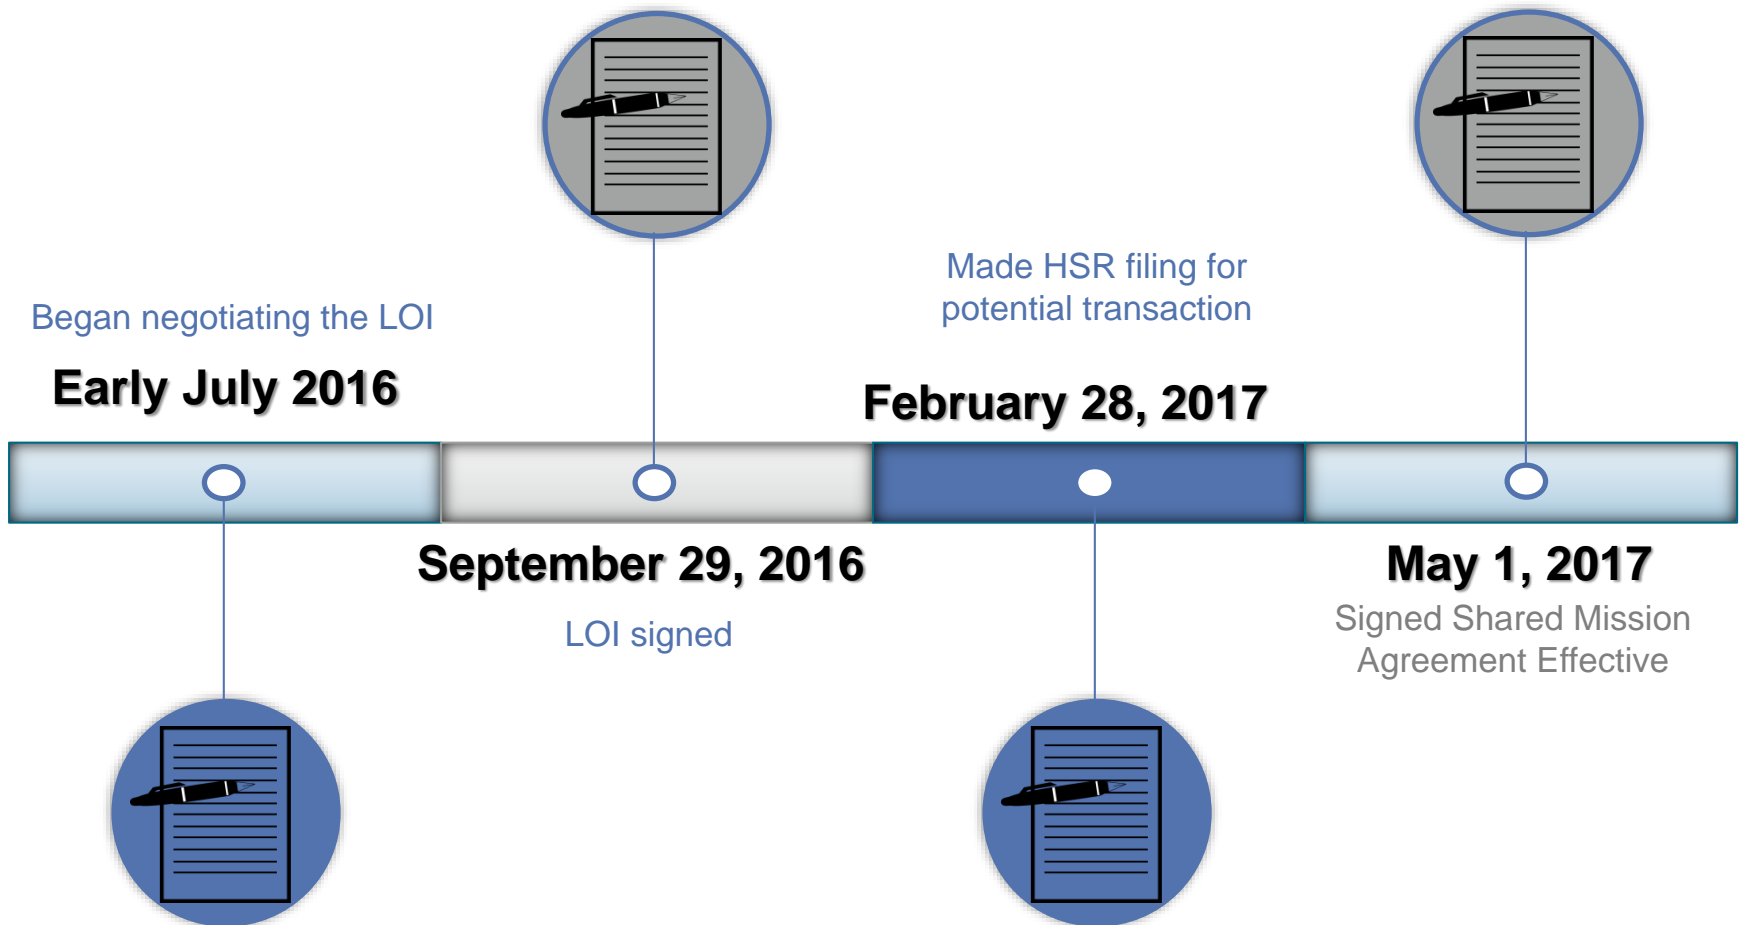 Began negotiating the LOI
Early July 2016
September 29, 2016
LOI signed
Made HSR filing for
potential transaction
February 28, 2017
May 1, 2017
Signed Shared Mission
Agreement Effective